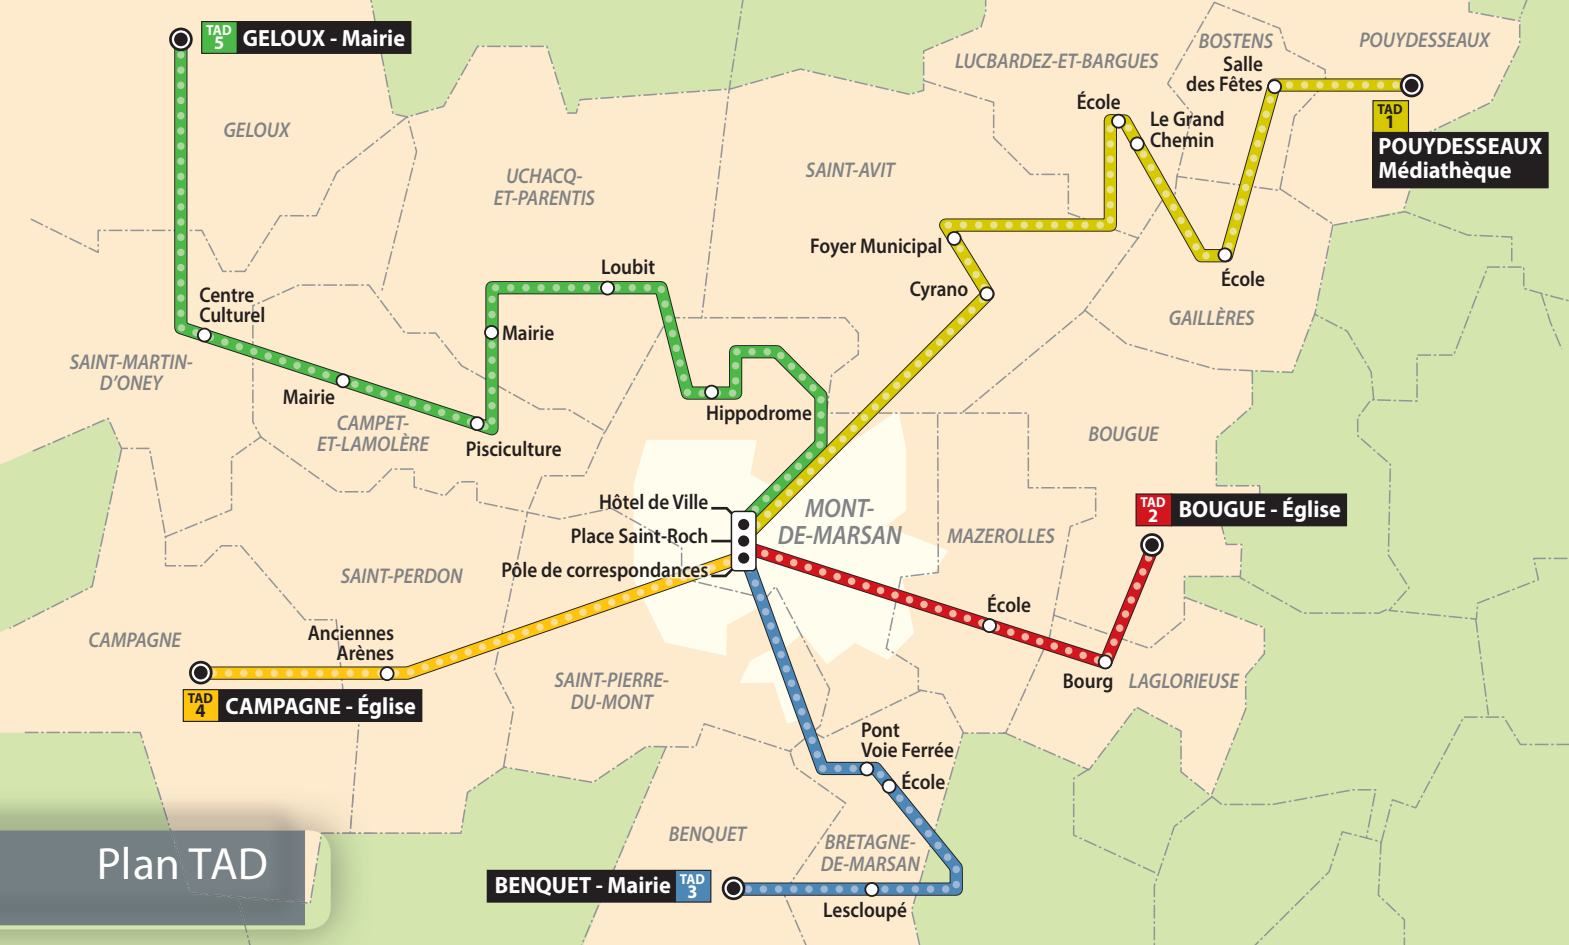 TAD
5
GELOUX - Mairie
GELOUX
LUCBARDEZ-ET-BARGUES
BOSTENS
POUYDESSEAUX
Salle
des Fêtes
TAD
1
POUYDESSEAUX
Médiathèque
École
Le Grand
Chemin
UCHACQ-
ET-PARENTIS
SAINT-AVIT
Foyer Municipal
Cyrano
École
GAILLÈRES
Centre
Culturel
Loubit
Mairie
SAINT-MARTIN-
D'ONEY
Mairie
CAMPET-
ET-LAMOLÈRE
Pisciculture
Hippodrome
BOUGUE
Hôtel de Ville
Place Saint-Roch
Pôle de correspondances
MONT-
DE-MARSAN
MAZEROLLES
TAD
2
BOUGUE - Église
SAINT-PERDON
CAMPAGNE
Anciennes
Arènes
École
Bourg
LAGLORIEUSE
TAD
4
CAMPAGNE - Église
SAINT-PIERRE-
DU-MONT
Pont
Voie Ferrée
École
BENQUET
BRETAGNE-
DE-MARSAN
BENQUET - Mairie
TAD
3
Lescloupé
Plan TAD